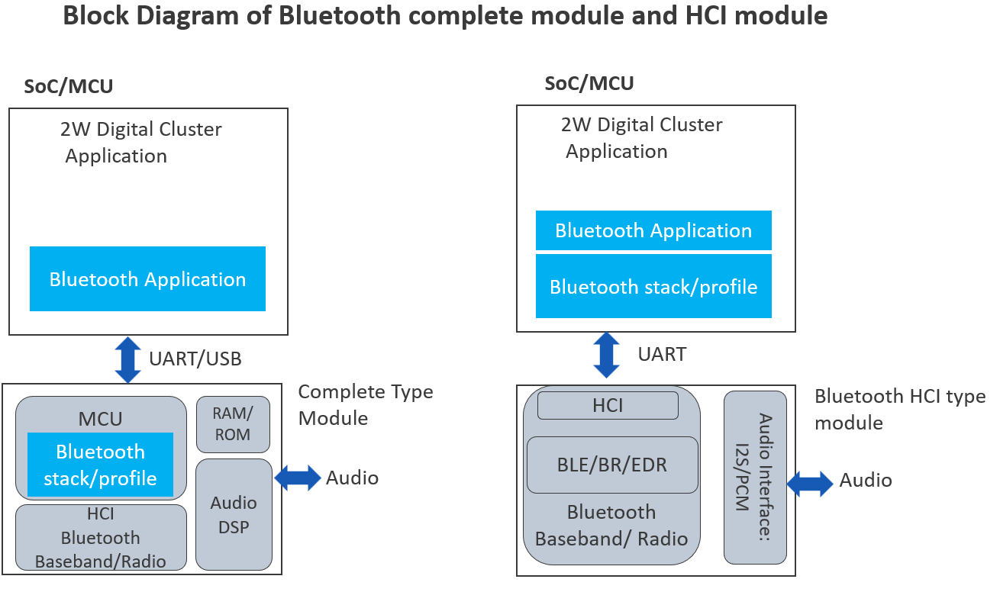 Block Diagram of Bluetooth complete module and HCI module
SoC/MCU
2W Digital Cluster
Application
Bluetooth Application
UART/USB
Complete Type
Module
MCU
Bluetooth
stack/profile
RAM/
ROM
HCI
Bluetooth
Baseband/Radio
Audio
DSP
Audio
SoC/MCU
2W Digital Cluster
Application
Bluetooth Application
Bluetooth stack/profile
UART
Bluetooth HCI type
module
HCI
BLE/BR/EDR
Bluetooth
Baseband/ Radio
Audio Interface:
I2S/PCM
Audio